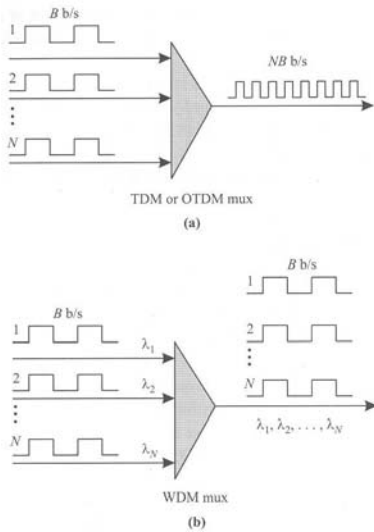 B b/s
1
NB b/s
2
N
TDM or OTDM mux
(a)
B b/s
1
B b/s
2
1
λ1
N
2
λ2
N
λN
λ1, λ2, . . . , λN
WDM mux
(b)